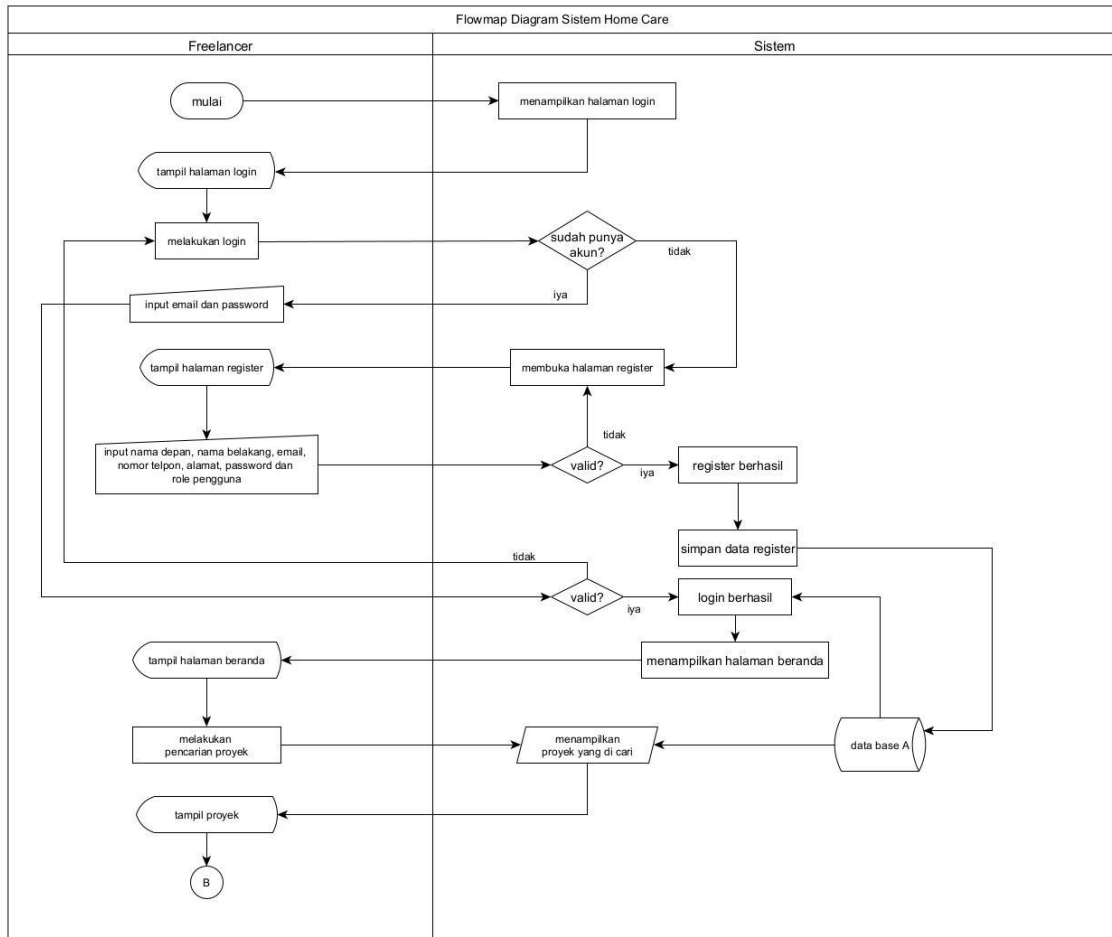 Flowmap Diagram Sistem Home Care
Freelancer
Sistem
mulai
menampilkan halaman login
tampil halaman login
melakukan login
sudah punya
akun?
tidak
iya
input email dan password
tampil halaman register
membuka halaman register
tidak
input nama depan, nama belakang, email,
nomor telpon, alamat, password dan
role pengguna
valid?
iya
register berhasil
simpan data register
tidak
valid?
iya
login berhasil
tampil halaman beranda
menampilkan halaman beranda
melakukan
pencarian proyek
menampilkan
proyek yang di cari
data base A
tampil proyek
B